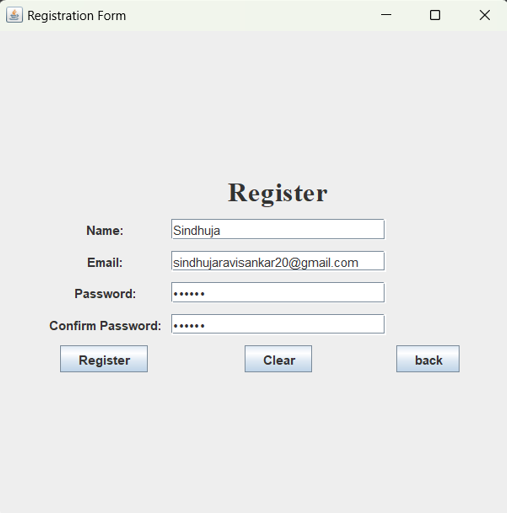 Registration Form
Register
Name: Sindhuja
Email: sindhujaravisankar20@gmail.com
Password: ••••••
Confirm Password: ••••••
Register Clear back